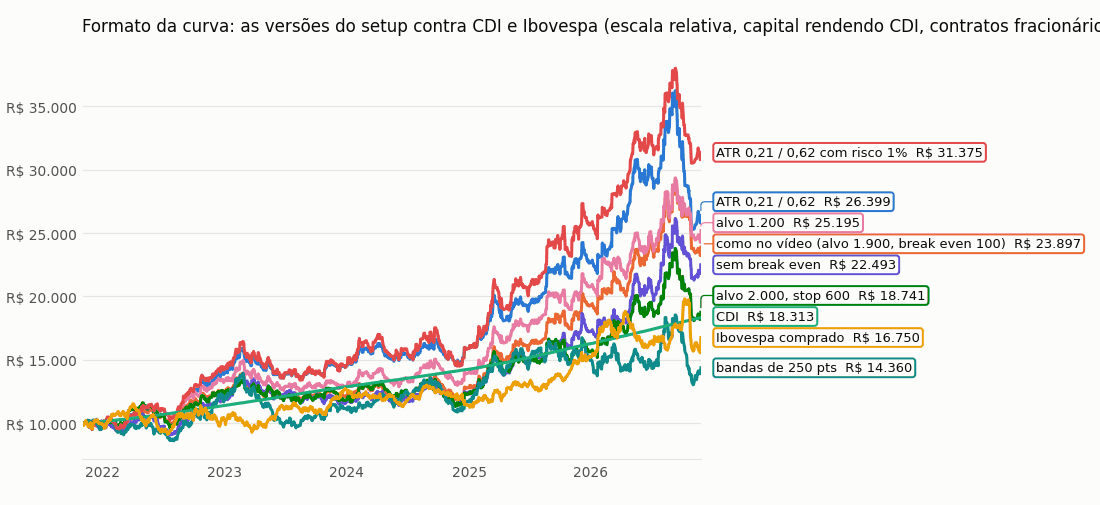 Formato da curva: as versões do setup contra CDI e Ibovespa (escala relativa, capital rendendo CDI, contratos fracionário
R$ 35.000
R$ 30.000
R$ 25.000
R$ 20.000
R$ 15.000
R$ 10.000
2022
2023
2024
2025
2026
ATR 0,21 / 0,62 com risco 1% R$ 31.375
ATR 0,21 / 0,62 R$ 26.399
alvo 1.200 R$ 25.195
como no vídeo (alvo 1.900, break even 100) R$ 23.897
sem break even R$ 22.493
alvo 2.000, stop 600 R$ 18.741
CDI R$ 18.313
Ibovespa comprado R$ 16.750
bandas de 250 pts R$ 14.360